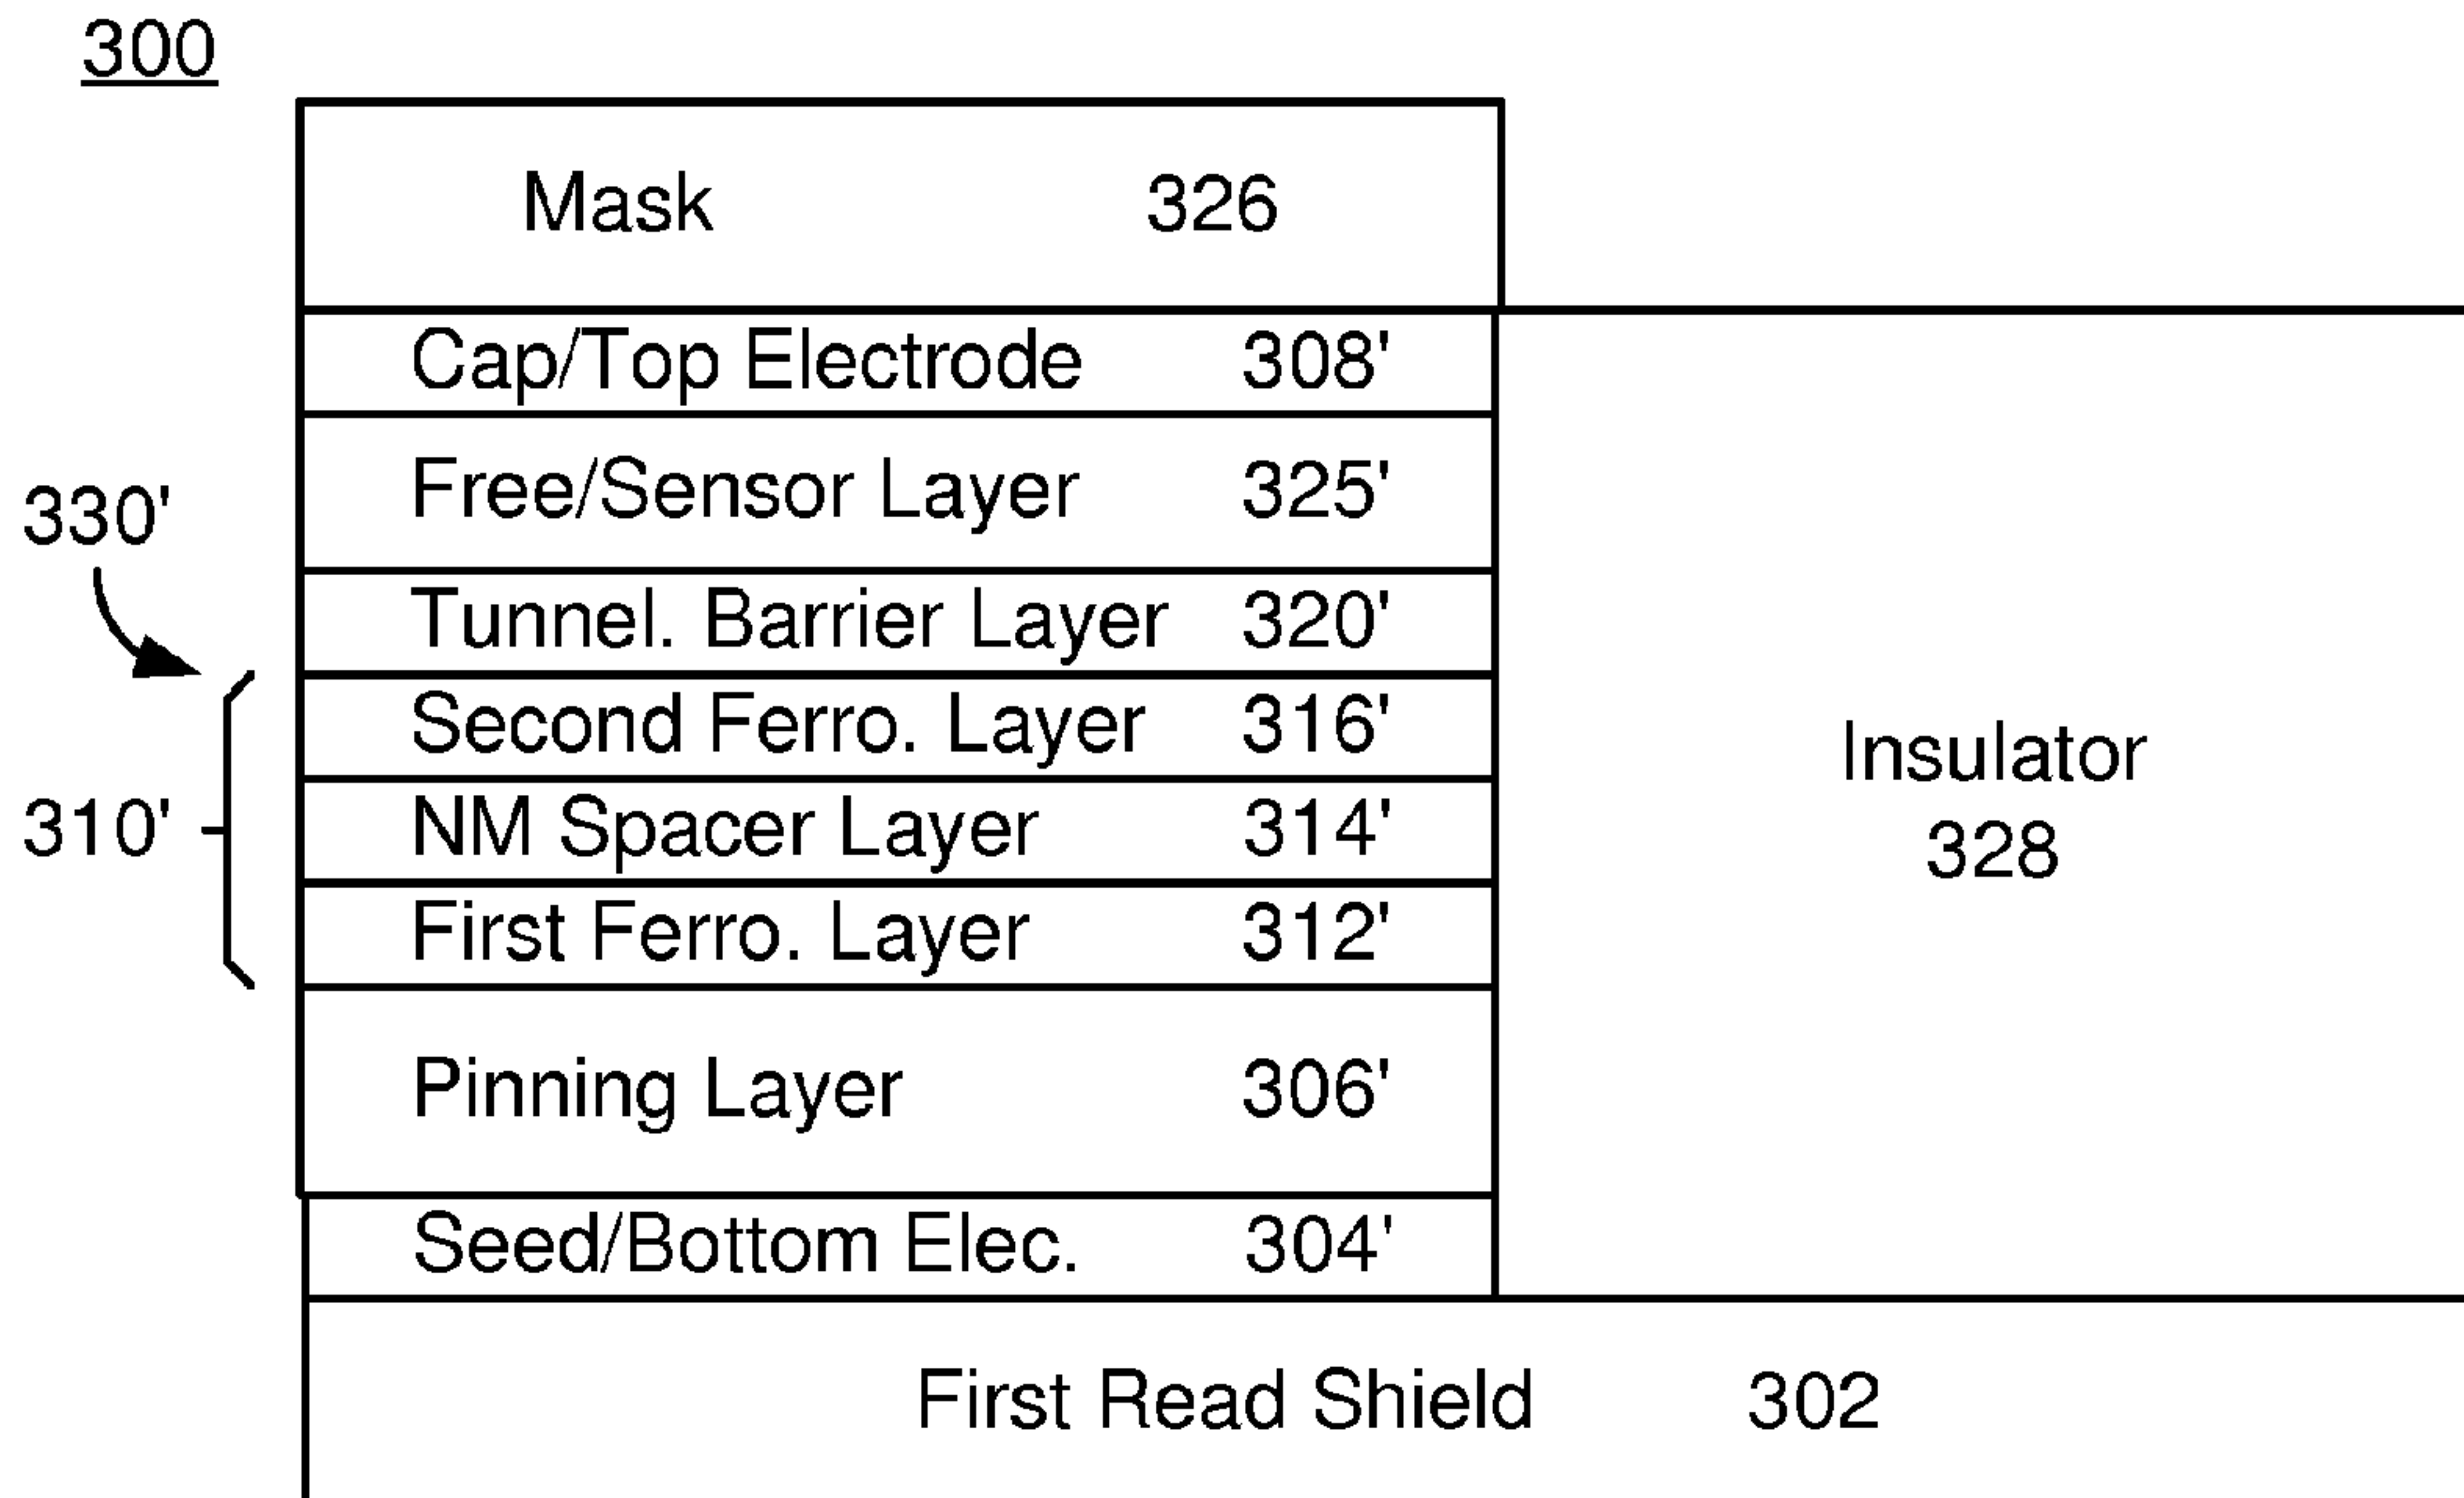 300
Mask 326
Cap/Top Electrode 308'
Free/Sensor Layer 325'
330'
Tunnel. Barrier Layer 320'
Second Ferro. Layer 316'
Insulator
328
310'
NM Spacer Layer 314'
First Ferro. Layer 312'
Pinning Layer 306'
Seed/Bottom Elec. 304'
First Read Shield 302